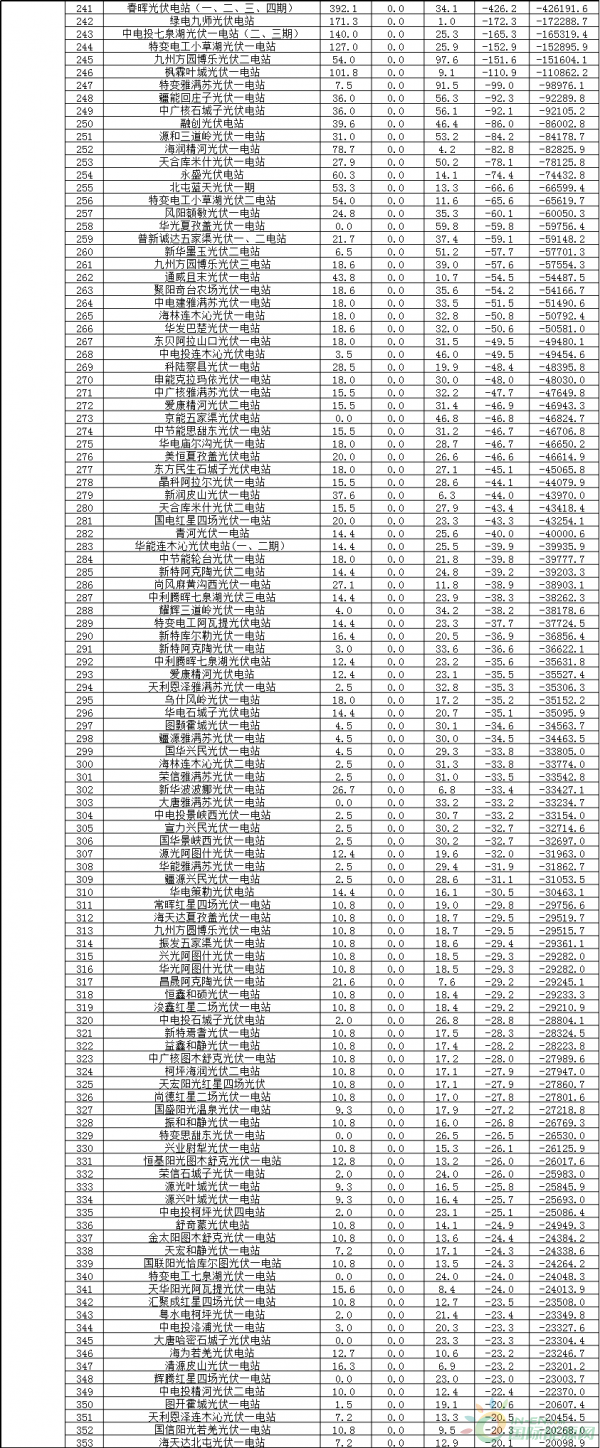 241 春晖光伏电站（一、二、三、四期） 392.1 0.0 34.1 -426.2 -426191.6
242 绿电九师光伏电站 171.3 0.0 1.0 -172.3 -172288.7
243 中电投七泉湖光伏电站（二、三期） 140.0 0.0 25.3 -165.3 -165319.4
244 特变电工小草湖光伏一电站 127.0 0.0 25.9 -152.9 -152895.9
245 九州方园博乐光伏二电站 54.0 0.0 97.6 -151.6 -151604.1
246 枫霖叶城光伏一电站 101.8 0.0 9.1 -110.9 -110862.2
247 特变雅满苏光伏一电站 7.5 0.0 91.5 -99.0 -98976.1
248 疆能回庄子光伏一电站 36.0 0.0 56.3 -92.3 -92289.8
249 中广核石城子光伏一电站 36.0 0.0 56.1 -92.1 -92105.2
250 融创光伏电站 39.6 0.0 46.4 -86.0 -86002.8
251 源和三道岭光伏一电站 31.0 0.0 53.2 -84.2 -84178.7
252 海润精河光伏一电站 78.7 0.0 4.2 -82.8 -82825.9
253 天合库米什光伏一电站 27.9 0.0 50.2 -78.1 -78125.8
254 永盛光伏电站 60.3 0.0 14.1 -74.4 -74432.8
255 北屯蓝天光伏一期 53.3 0.0 13.3 -66.6 -66599.4
256 特变电工小草湖光伏二电站 54.0 0.0 11.6 -65.6 -65619.7
257 风阳额敏光伏一电站 24.8 0.0 35.3 -60.1 -60050.3
258 华光夏孜盖光伏一电站 0.0 0.0 59.8 -59.8 -59756.4
259 普新诚达五家渠光伏一、二电站 21.7 0.0 37.4 -59.1 -59148.2
260 新华墨玉光伏二电站 6.5 0.0 51.2 -57.7 -57701.3
261 九州方园博乐光伏三电站 18.6 0.0 39.0 -57.6 -57554.3
262 通威且末光伏一电站 43.8 0.0 10.7 -54.5 -54487.5
263 聚阳奇台农场光伏一电站 18.6 0.0 35.6 -54.2 -54166.7
264 中电建雅满苏光伏一电站 18.0 0.0 33.5 -51.5 -51490.6
265 海林连木沁光伏一电站 18.0 0.0 32.8 -50.8 -50792.4
266 华发巴楚光伏一电站 18.6 0.0 32.0 -50.6 -50581.0
267 东贝阿拉山口光伏一电站 18.0 0.0 31.5 -49.5 -49480.1
268 中电投连木沁光伏电站 3.5 0.0 46.0 -49.5 -49454.6
269 科陆察县光伏一电站 28.5 0.0 19.9 -48.4 -48395.8
270 申能克拉玛依光伏一电站 18.0 0.0 30.0 -48.0 -48030.0
271 中广核雅满苏光伏一电站 15.5 0.0 32.2 -47.7 -47649.8
272 爱康精河光伏二电站 15.5 0.0 31.4 -46.9 -46943.3
273 京能五家渠光伏电站 0.0 0.0 46.8 -46.8 -46824.7
274 中节能思甜东光伏一电站 15.5 0.0 31.2 -46.7 -46706.8
275 华电庙尔沟光伏一电站 18.0 0.0 28.7 -46.7 -46650.2
276 美恒夏孜盖光伏一电站 20.0 0.0 26.6 -46.6 -46614.9
277 东方民生石城子光伏电站 18.0 0.0 27.1 -45.1 -45065.8
278 晶科阿拉尔光伏一电站 15.5 0.0 28.6 -44.1 -44079.9
279 新润皮山光伏一电站 37.6 0.0 6.3 -44.0 -43970.0
280 天合库米什光伏二电站 15.5 0.0 27.9 -43.4 -43418.4
281 国电红星四场光伏一电站 20.0 0.0 23.3 -43.3 -43254.1
282 青河光伏一电站 14.4 0.0 25.6 -40.0 -40000.6
283 华能连木沁光伏电站(一、二期） 14.4 0.0 25.5 -39.9 -39935.9
284 中节能轮台光伏一电站 18.0 0.0 21.8 -39.8 -39777.7
285 新特阿克陶光伏二电站 14.4 0.0 24.8 -39.2 -39203.3
286 尚风麻黄沟西光伏一电站 27.1 0.0 11.8 -38.9 -38903.1
287 中利腾晖七泉湖光伏三电站 14.4 0.0 23.9 -38.3 -38262.3
288 耀辉三道岭光伏一电站 4.0 0.0 34.2 -38.2 -38178.6
289 特变电工阿瓦提光伏电站 14.4 0.0 23.3 -37.7 -37724.5
290 新特库尔勒光伏一电站 16.4 0.0 20.5 -36.9 -36856.4
291 新特阿克陶光伏一电站 3.0 0.0 33.6 -36.6 -36622.1
292 中利腾晖七泉湖光伏电站 12.4 0.0 23.2 -35.6 -35631.8
293 爱康精河光伏电站 12.4 0.0 23.1 -35.5 -35527.4
294 天利恩泽雅满苏光伏一电站 2.5 0.0 32.8 -35.3 -35306.3
295 乌什风岭光伏一电站 18.0 0.0 17.2 -35.2 -35152.2
296 华电石城子光伏一电站 14.4 0.0 20.7 -35.1 -35095.9
297 图颢霍城光伏一电站 4.5 0.0 30.1 -34.6 -34563.7
298 疆源雅满苏光伏一电站 4.5 0.0 30.0 -34.5 -34463.5
299 国华兴民光伏一电站 4.5 0.0 29.3 -33.8 -33805.0
300 海林连木沁光伏二电站 2.5 0.0 31.3 -33.8 -33774.0
301 荣信雅满苏光伏一电站 2.5 0.0 31.0 -33.5 -33542.8
302 新华波波娜光伏一电站 26.7 0.0 6.8 -33.4 -33427.1
303 大唐雅满苏光伏一电站 0.0 0.0 33.2 -33.2 -33234.7
304 中电投景峡西光伏一电站 2.5 0.0 30.7 -33.2 -33154.0
305 宣力兴民光伏一电站 2.5 0.0 30.2 -32.7 -32714.6
306 国华景峡西光伏一电站 2.5 0.0 30.2 -32.7 -32697.0
307 源光阿图什光伏一电站 12.4 0.0 19.6 -32.0 -31963.0
308 华能雅满苏光伏一电站 2.5 0.0 29.4 -31.9 -31862.7
309 疆源兴民光伏一电站 2.5 0.0 28.6 -31.1 -31053.5
310 华电策勒光伏电站 14.4 0.0 16.1 -30.5 -30463.1
311 常晖红星四场光伏一电站 10.8 0.0 19.0 -29.8 -29756.6
312 海天达夏孜盖光伏一电站 10.8 0.0 18.7 -29.5 -29519.7
313 九州方圆博乐光伏一电站 10.8 0.0 18.7 -29.5 -29515.7
314 振发五家渠光伏一电站 10.8 0.0 18.6 -29.4 -29361.1
315 兴光阿图什光伏一电站 10.8 0.0 18.5 -29.3 -29282.0
316 华光阿图什光伏一电站 10.8 0.0 18.5 -29.3 -29282.0
317 昌晟阿克陶光伏一电站 21.6 0.0 7.6 -29.2 -29245.1
318 恒鑫和硕光伏一电站 10.8 0.0 18.4 -29.2 -29233.3
319 浚鑫红星二场光伏一电站 10.8 0.0 18.4 -29.2 -29210.9
320 中电投石城子光伏电站 2.0 0.0 26.8 -28.8 -28804.1
321 新特焉耆光伏一电站 10.8 0.0 17.5 -28.3 -28324.5
322 益鑫和静光伏一电站 10.8 0.0 17.4 -28.2 -28223.8
323 中广核图木舒克光伏一电站 10.8 0.0 17.2 -28.0 -27989.6
324 柯坪海润光伏二电站 10.8 0.0 17.1 -27.9 -27947.0
325 天宏阳光红星四场光伏 10.8 0.0 17.1 -27.9 -27860.7
326 尚德红星二场光伏一电站 10.8 0.0 17.0 -27.8 -27801.6
327 国盛阳光温泉光伏一电站 9.3 0.0 17.9 -27.2 -27218.8
328 振和和静光伏一电站 10.8 0.0 16.0 -26.8 -26769.3
329 特变思甜东光伏一电站 0.0 0.0 26.5 -26.5 -26530.0
330 兴业尉犁光伏一电站 10.8 0.0 15.3 -26.1 -26125.9
331 恒基阳光图木舒克光伏一电站 12.8 0.0 13.2 -26.0 -26017.6
332 荣信石城子光伏一电站 2.0 0.0 24.0 -26.0 -25983.0
333 源光叶城光伏一电站 9.3 0.0 16.5 -25.8 -25845.9
334 源兴叶城光伏一电站 9.3 0.0 16.4 -25.7 -25693.0
335 中电投柯坪光伏四电站 2.0 0.0 23.1 -25.1 -25086.4
336 舒奇蒙光伏电站 10.8 0.0 14.1 -24.9 -24949.3
337 金太阳图木舒克光伏一电站 10.8 0.0 13.6 -24.4 -24384.2
338 天宏和静光伏一电站 7.2 0.0 17.1 -24.3 -24338.6
339 国联阳光恰库尔图光伏一电站 10.8 0.0 13.5 -24.3 -24264.2
340 特变电工七泉湖光伏一电站 0.0 0.0 24.0 -24.0 -24048.3
341 天华阳光阿瓦提光伏一电站 15.6 0.0 8.4 -24.0 -24013.9
342 汇聚成红星四场光伏一电站 10.8 0.0 12.7 -23.5 -23508.0
343 粤水电柯坪光伏一电站 2.0 0.0 21.4 -23.4 -23349.8
344 中电投洛浦光伏一电站 3.0 0.0 20.3 -23.3 -23327.6
345 大唐哈密石城子光伏电站 0.0 0.0 23.3 -23.3 -23304.4
346 海为若羌光伏一电站 12.7 0.0 10.6 -23.2 -23246.7
347 清源皮山光伏一电站 16.3 0.0 6.9 -23.2 -23201.2
348 辉腾红星四场光伏一电站 0.0 0.0 23.0 -23.0 -23003.7
349 中电投精河光伏二电站 10.0 0.0 12.4 -22.4 -22370.0
350 图开霍城光伏一电站 1.5 0.0 19.1 -20.6 -20607.4
351 天利恩泽连木沁光伏一电站 7.2 0.0 13.3 -20.5 -20454.5
352 国信阳光若羌光伏一电站 10.8 0.0 9.5 -20.3 -20268.0
353 海天达北屯光伏一电站 7.2 0.0 12.9 -20.1 -20098.9